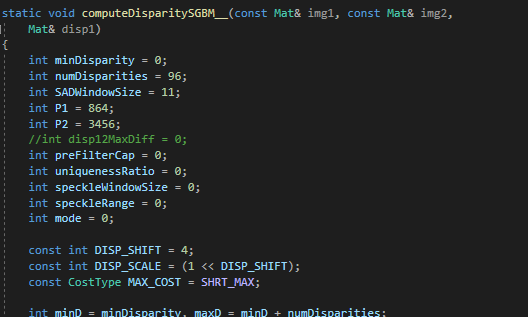 static void computeDisparitySGBM__(const Mat& img1, const Mat& img2,
    Mat& disp1)
{
    int minDisparity = 0;
    int numDisparities = 96;
    int SADWindowSize = 11;
    int P1 = 864;
    int P2 = 3456;
    //int disp12MaxDiff = 0;
    int preFilterCap = 0;
    int uniquenessRatio = 0;
    int speckleWindowSize = 0;
    int speckleRange = 0;
    int mode = 0;
    const int DISP_SHIFT = 4;
    const int DISP_SCALE = (1 << DISP_SHIFT);
    const CostType MAX_COST = SHRT_MAX;
    int minD = minDisparity, maxD = minD + numDisparities;